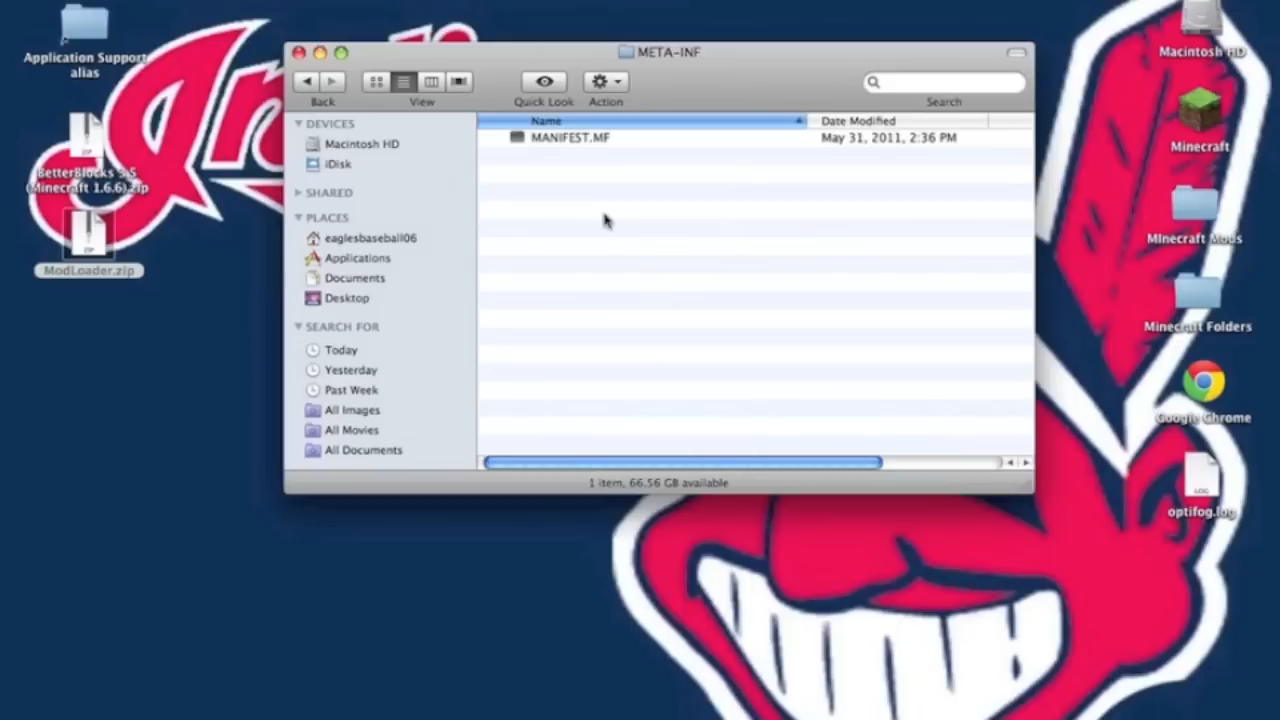 Application Support
alias
BetterBlocks 3.5
(Minecraft 1.6.6).zip
ModLoader.zip
META-INF
Back
View
Quick Look
Action
Search
DEVICES
Macintosh HD
iDisk
SHARED
PLACES
eaglesbaseball06
Applications
Documents
Desktop
SEARCH FOR
Today
Yesterday
Past Week
All Images
All Movies
All Documents
Name
Date Modified
MANIFEST.MF
May 31, 2011, 2:36 PM
1 item, 66.56 GB available
Macintosh HD
Minecraft
MInecraft Mods
Minecraft Folders
Google Chrome
LOG
optifog.log
ZIP
ZIP